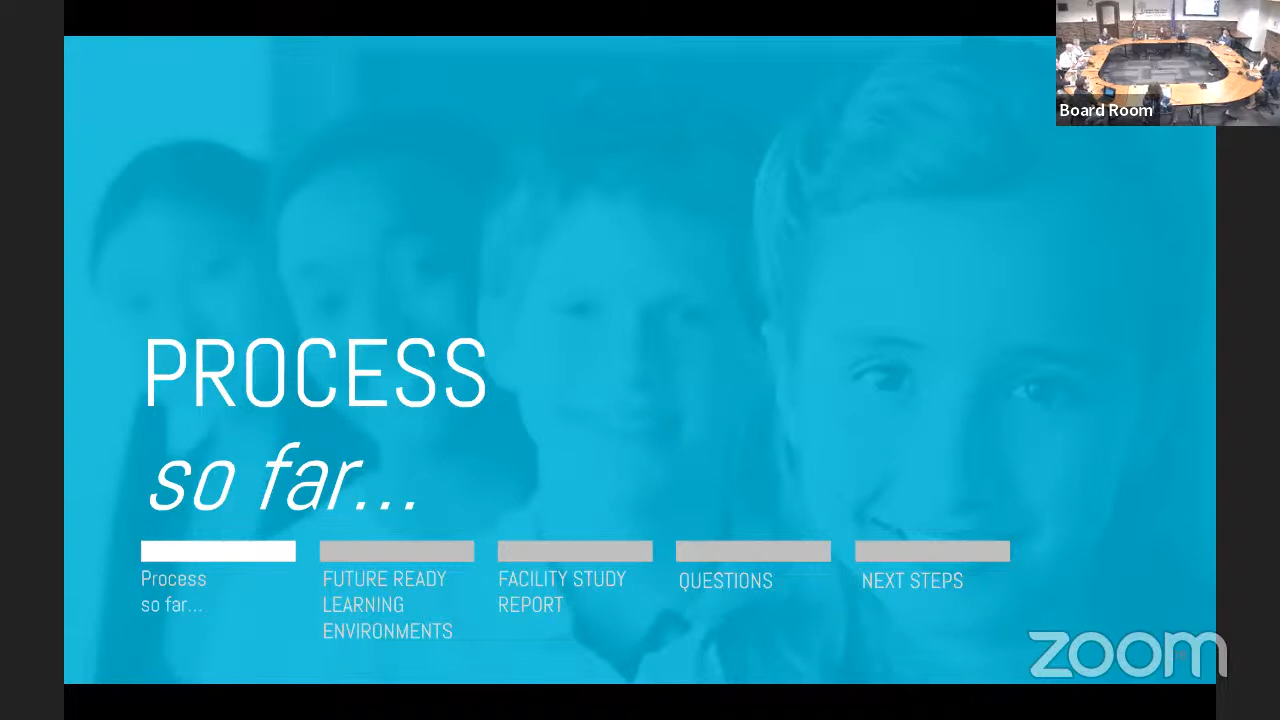 Board Room
PROCESS
so far...
Process
so far...
FUTURE READY
LEARNING
ENVIRONMENTS
FACILITY STUDY
REPORT
QUESTIONS
NEXT STEPS
zoom